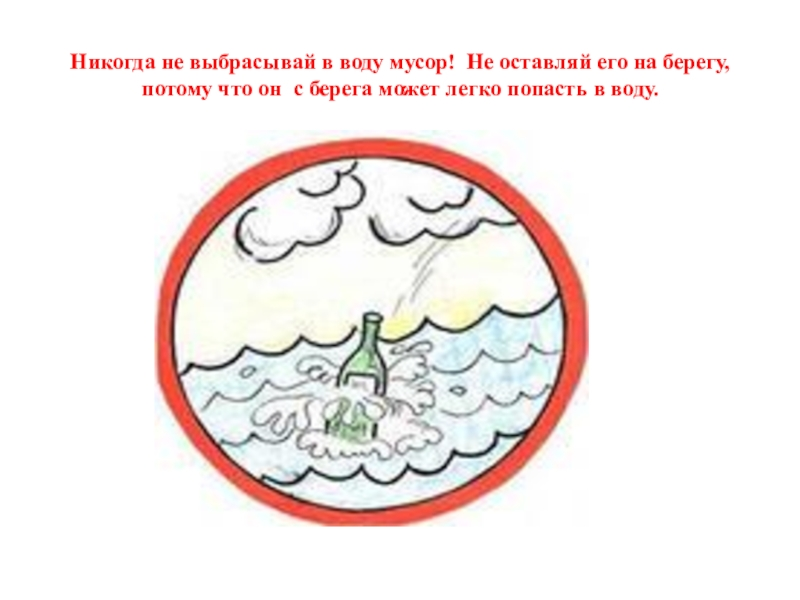 Никогда не выбрасывай в воду мусор! Не оставляй его на берегу,
потому что он с берега может легко попасть в воду.